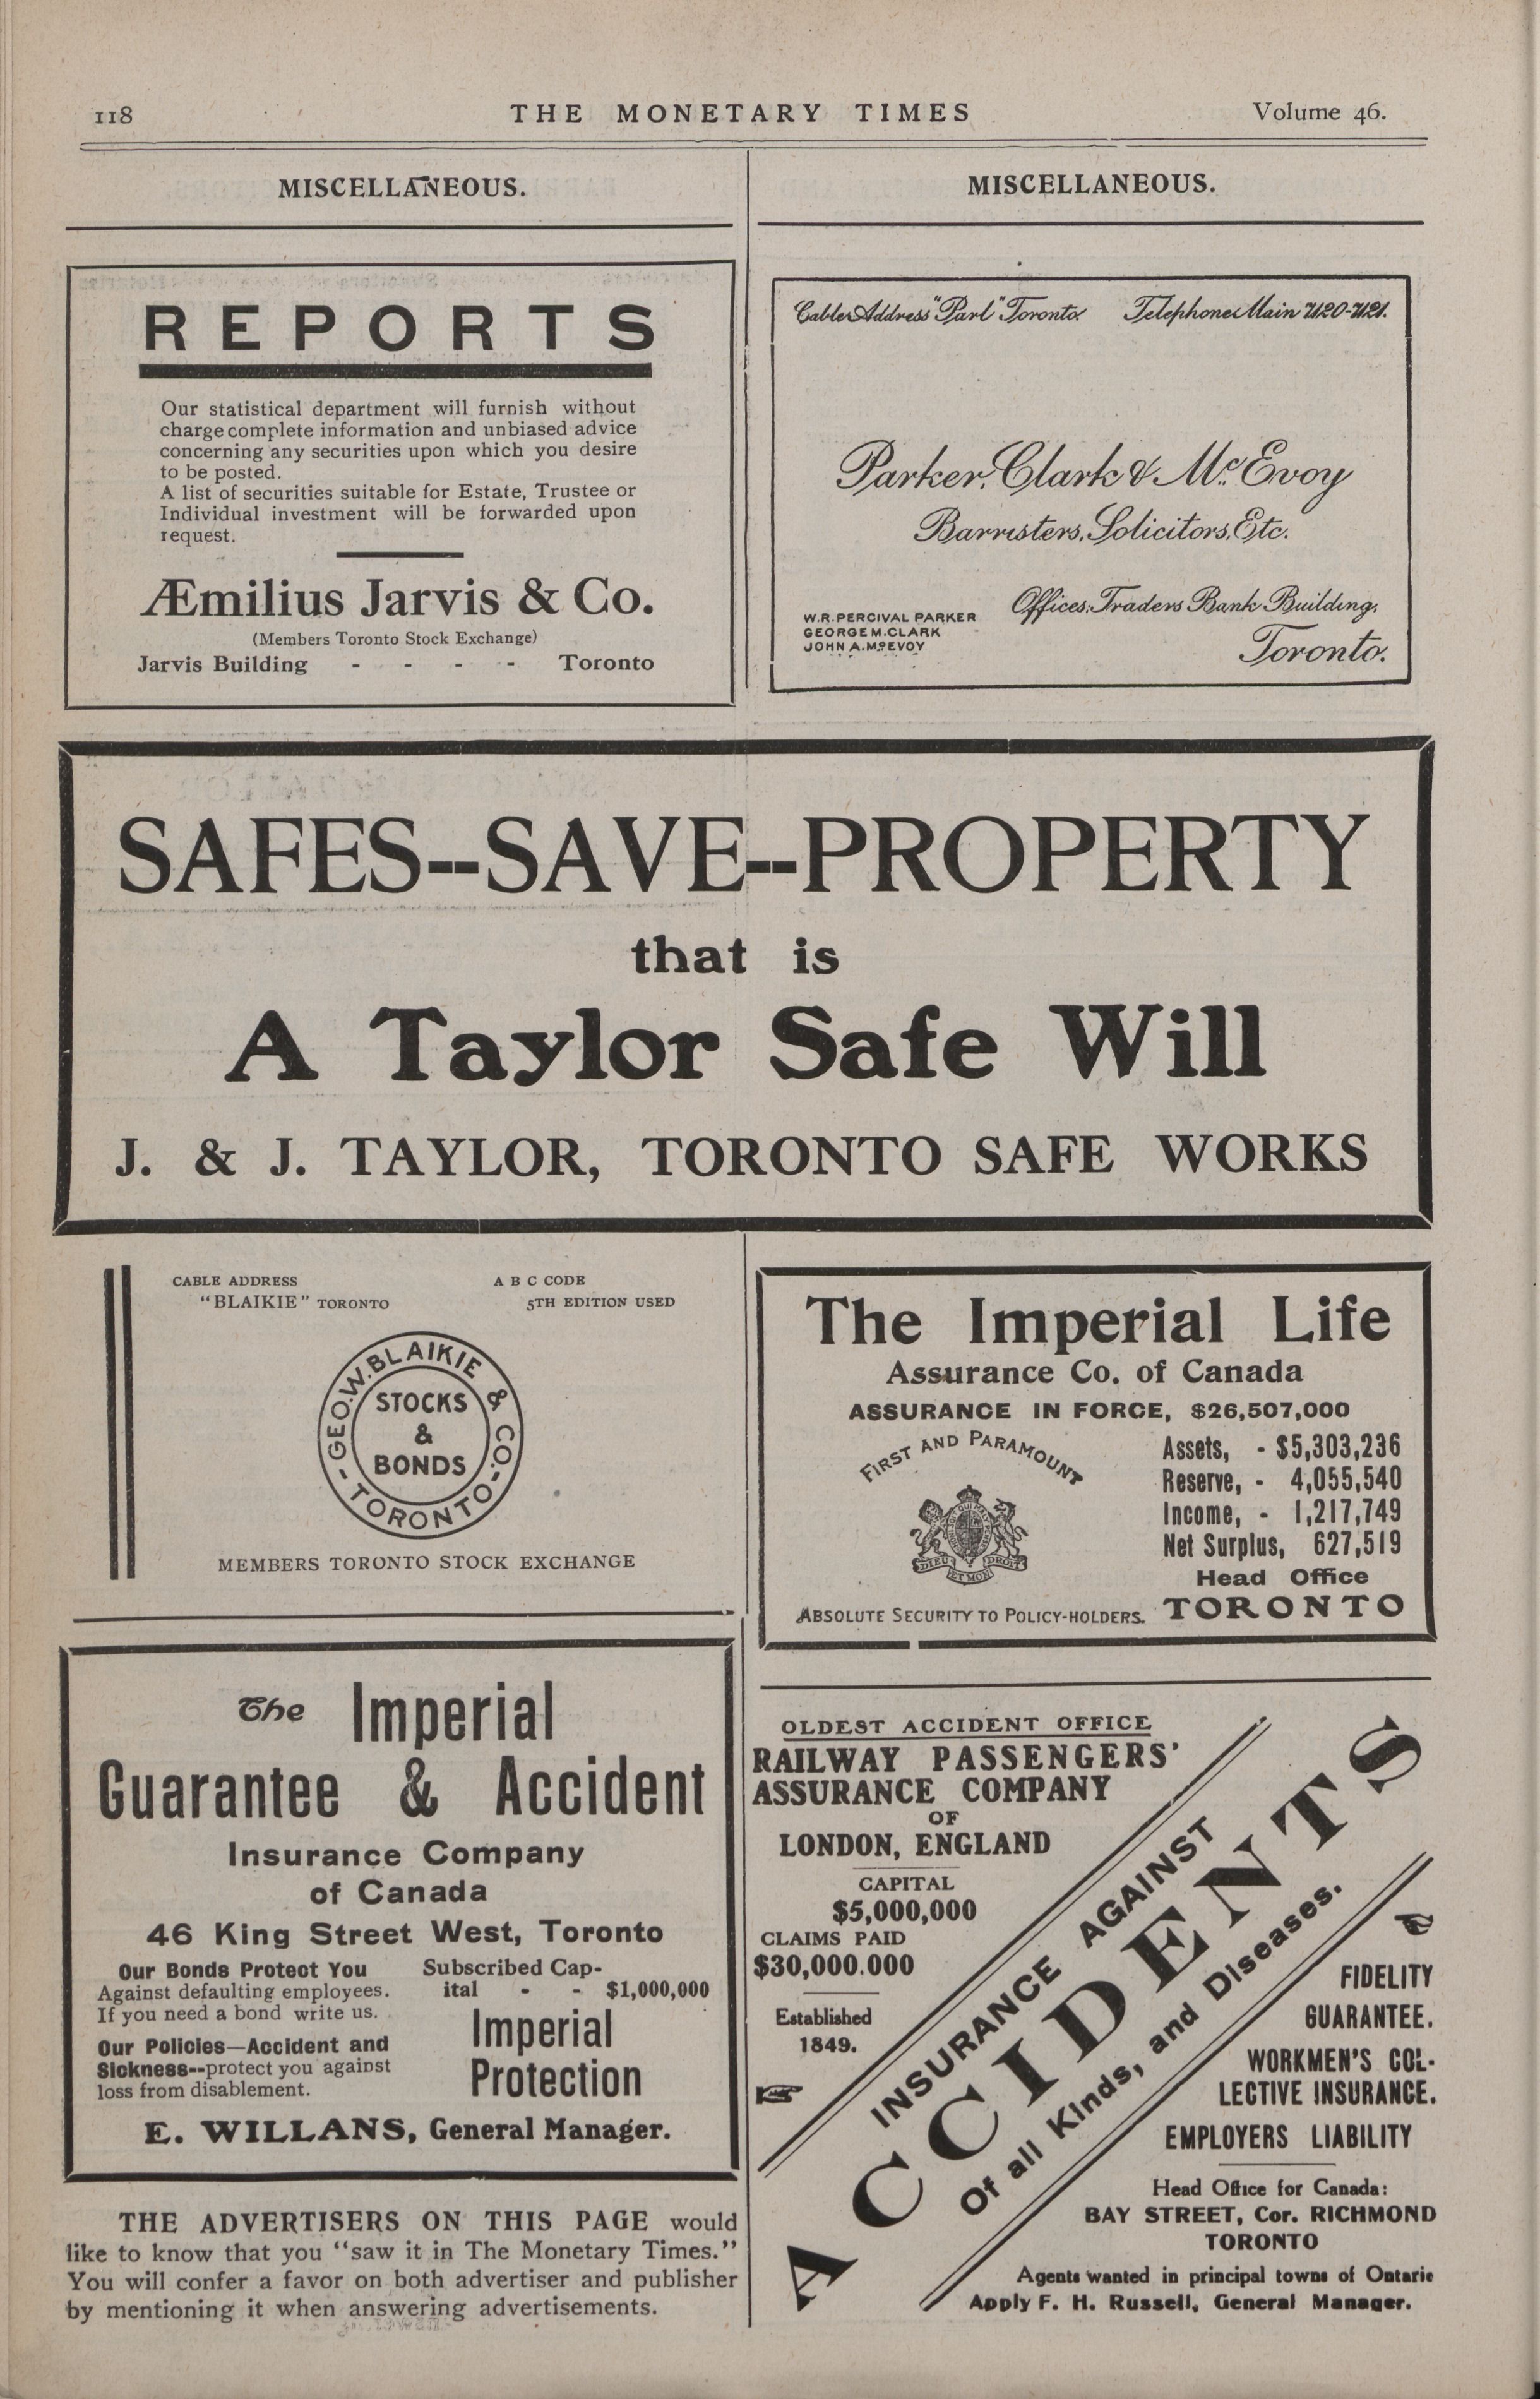 118
THE MONETARY TIMES
Volume 46.
MISCELLANEOUS.
REPORTS
Our statistical department will furnish without
charge complete information and unbiased advice
concerning any securities upon which you desire
to be posted.
A list of securities suitable for Estate, Trustee or
Individual investment will be forwarded upon
request.
Æmilius Jarvis & Co.
(Members Toronto Stock Exchange)
Jarvis Building - - - - Toronto
MISCELLANEOUS.
Cable Address "Parl" Toronto. Telephones Main 7120-7121.
Parker, Clark & McEvoy
Barristers, Solicitors, Etc.
W. R. PERCIVAL PARKER
GEORGE M. CLARK
JOHN A. McEVOY
Offices: Traders Bank Building,
Toronto.
SAFES--SAVE--PROPERTY
that is
A Taylor Safe Will
J. & J. TAYLOR, TORONTO SAFE WORKS
CABLE ADDRESS
"BLAIKIE" TORONTO
A B C CODE
5TH EDITION USED
GEO. W. BLAIKIE & CO.
STOCKS
&
BONDS
- TORONTO -
MEMBERS TORONTO STOCK EXCHANGE
The Imperial Life
Assurance Co. of Canada
ASSURANCE IN FORCE, $26,507,000
FIRST AND PARAMOUNT
DIEU ET MON DROIT
ABSOLUTE SECURITY TO POLICY-HOLDERS.
Assets, - $5,303,236
Reserve, - 4,055,540
Income, - 1,217,749
Net Surplus, 627,519
Head Office
TORONTO
The Imperial
Guarantee & Accident
Insurance Company
of Canada
46 King Street West, Toronto
Our Bonds Protect You
Against defaulting employees.
If you need a bond write us.
Our Policies—Accident and
Sickness--protect you against
loss from disablement.
Subscribed Cap-
ital - - $1,000,000
Imperial
Protection
E. WILLANS, General Manager.
THE ADVERTISERS ON THIS PAGE would
like to know that you "saw it in The Monetary Times."
You will confer a favor on both advertiser and publisher
by mentioning it when answering advertisements.
OLDEST ACCIDENT OFFICE
RAILWAY PASSENGERS'
ASSURANCE COMPANY
OF
LONDON, ENGLAND
CAPITAL
$5,000,000
CLAIMS PAID
$30,000.000
Established
1849.
INSURANCE AGAINST
ACCIDENTS
Of all Kinds, and Diseases.
FIDELITY
GUARANTEE.
WORKMEN'S COL-
LECTIVE INSURANCE.
EMPLOYERS LIABILITY
Head Office for Canada:
BAY STREET, Cor. RICHMOND
TORONTO
Agents wanted in principal towns of Ontario
Apply F. H. Russell, General Manager.